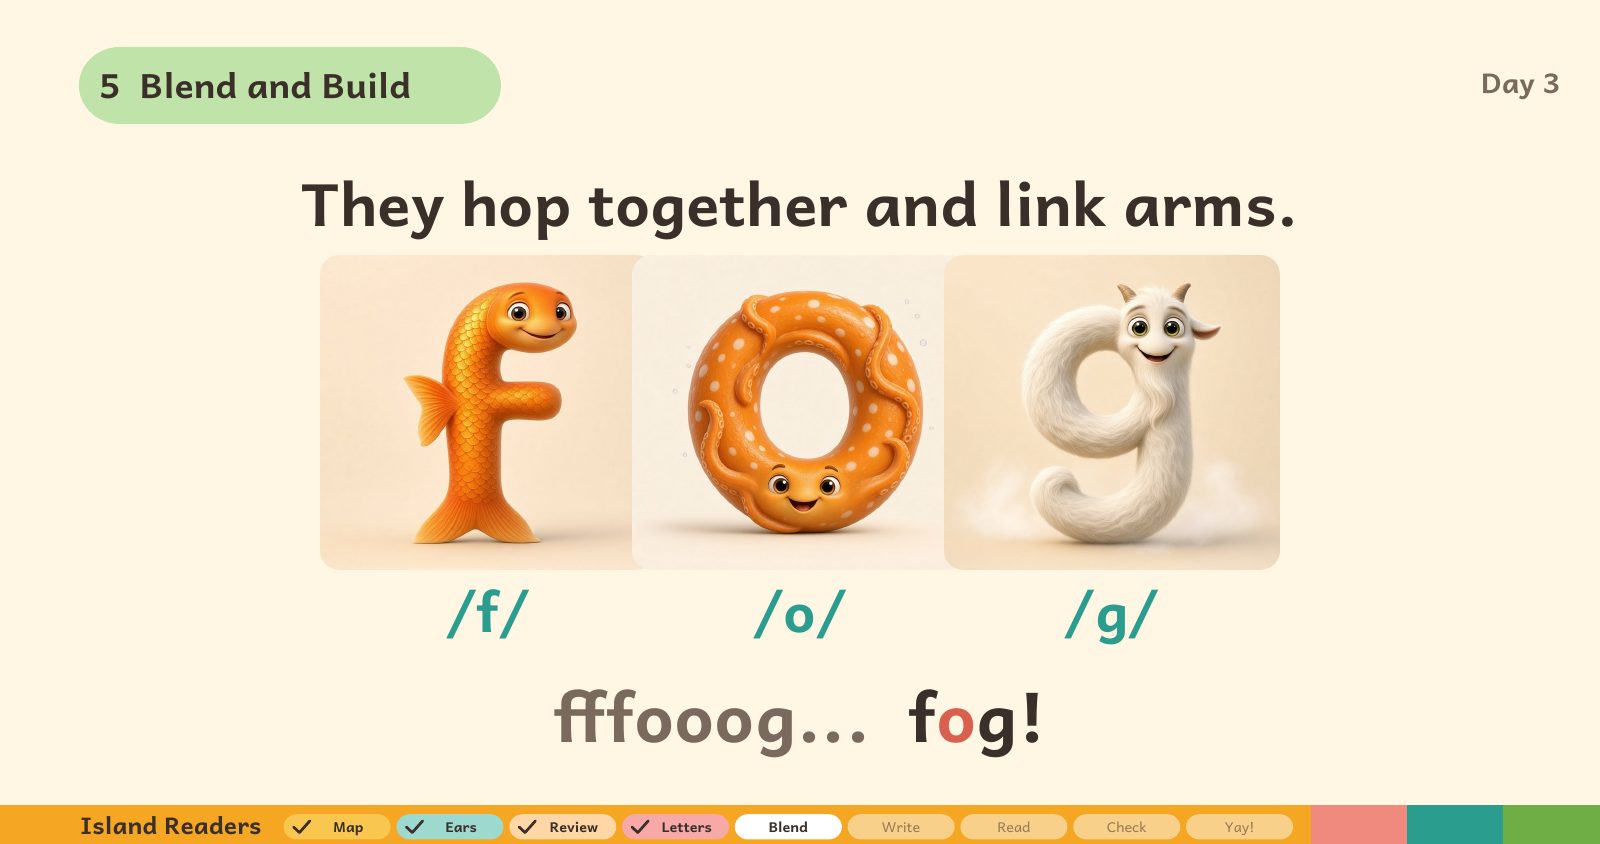 5 Blend and Build
Day 3
They hop together and link arms.
/f/ /o/ /g/
fffooog... fog!
Island Readers Map Ears Review Letters Blend Write Read Check Yay!